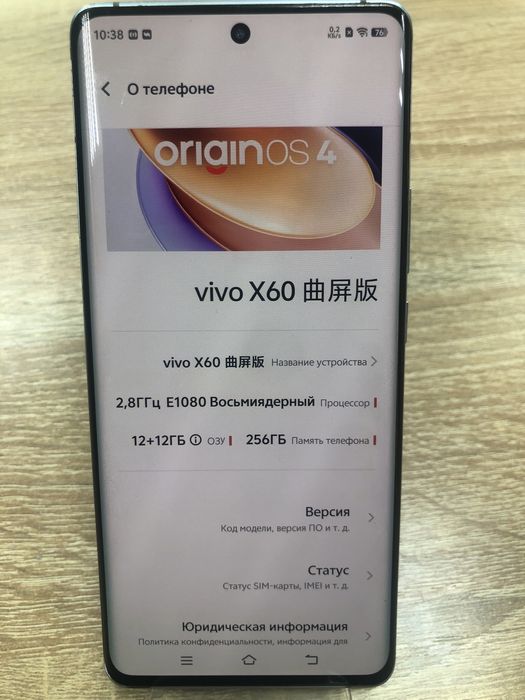 10:38
0,2
КБ/s
76
О телефоне
originOS 4
vivo X60 曲屏版
vivo X60 曲屏版 Название устройства
2,8ГГц E1080 Восьмиядерный Процессор
12+12ГБ ОЗУ 256ГБ Память телефона
Версия
Код модели, версия ПО и т. д.
Статус
Статус SIM-карты, IMEI и т. д.
Юридическая информация
Политика конфиденциальности, информация для